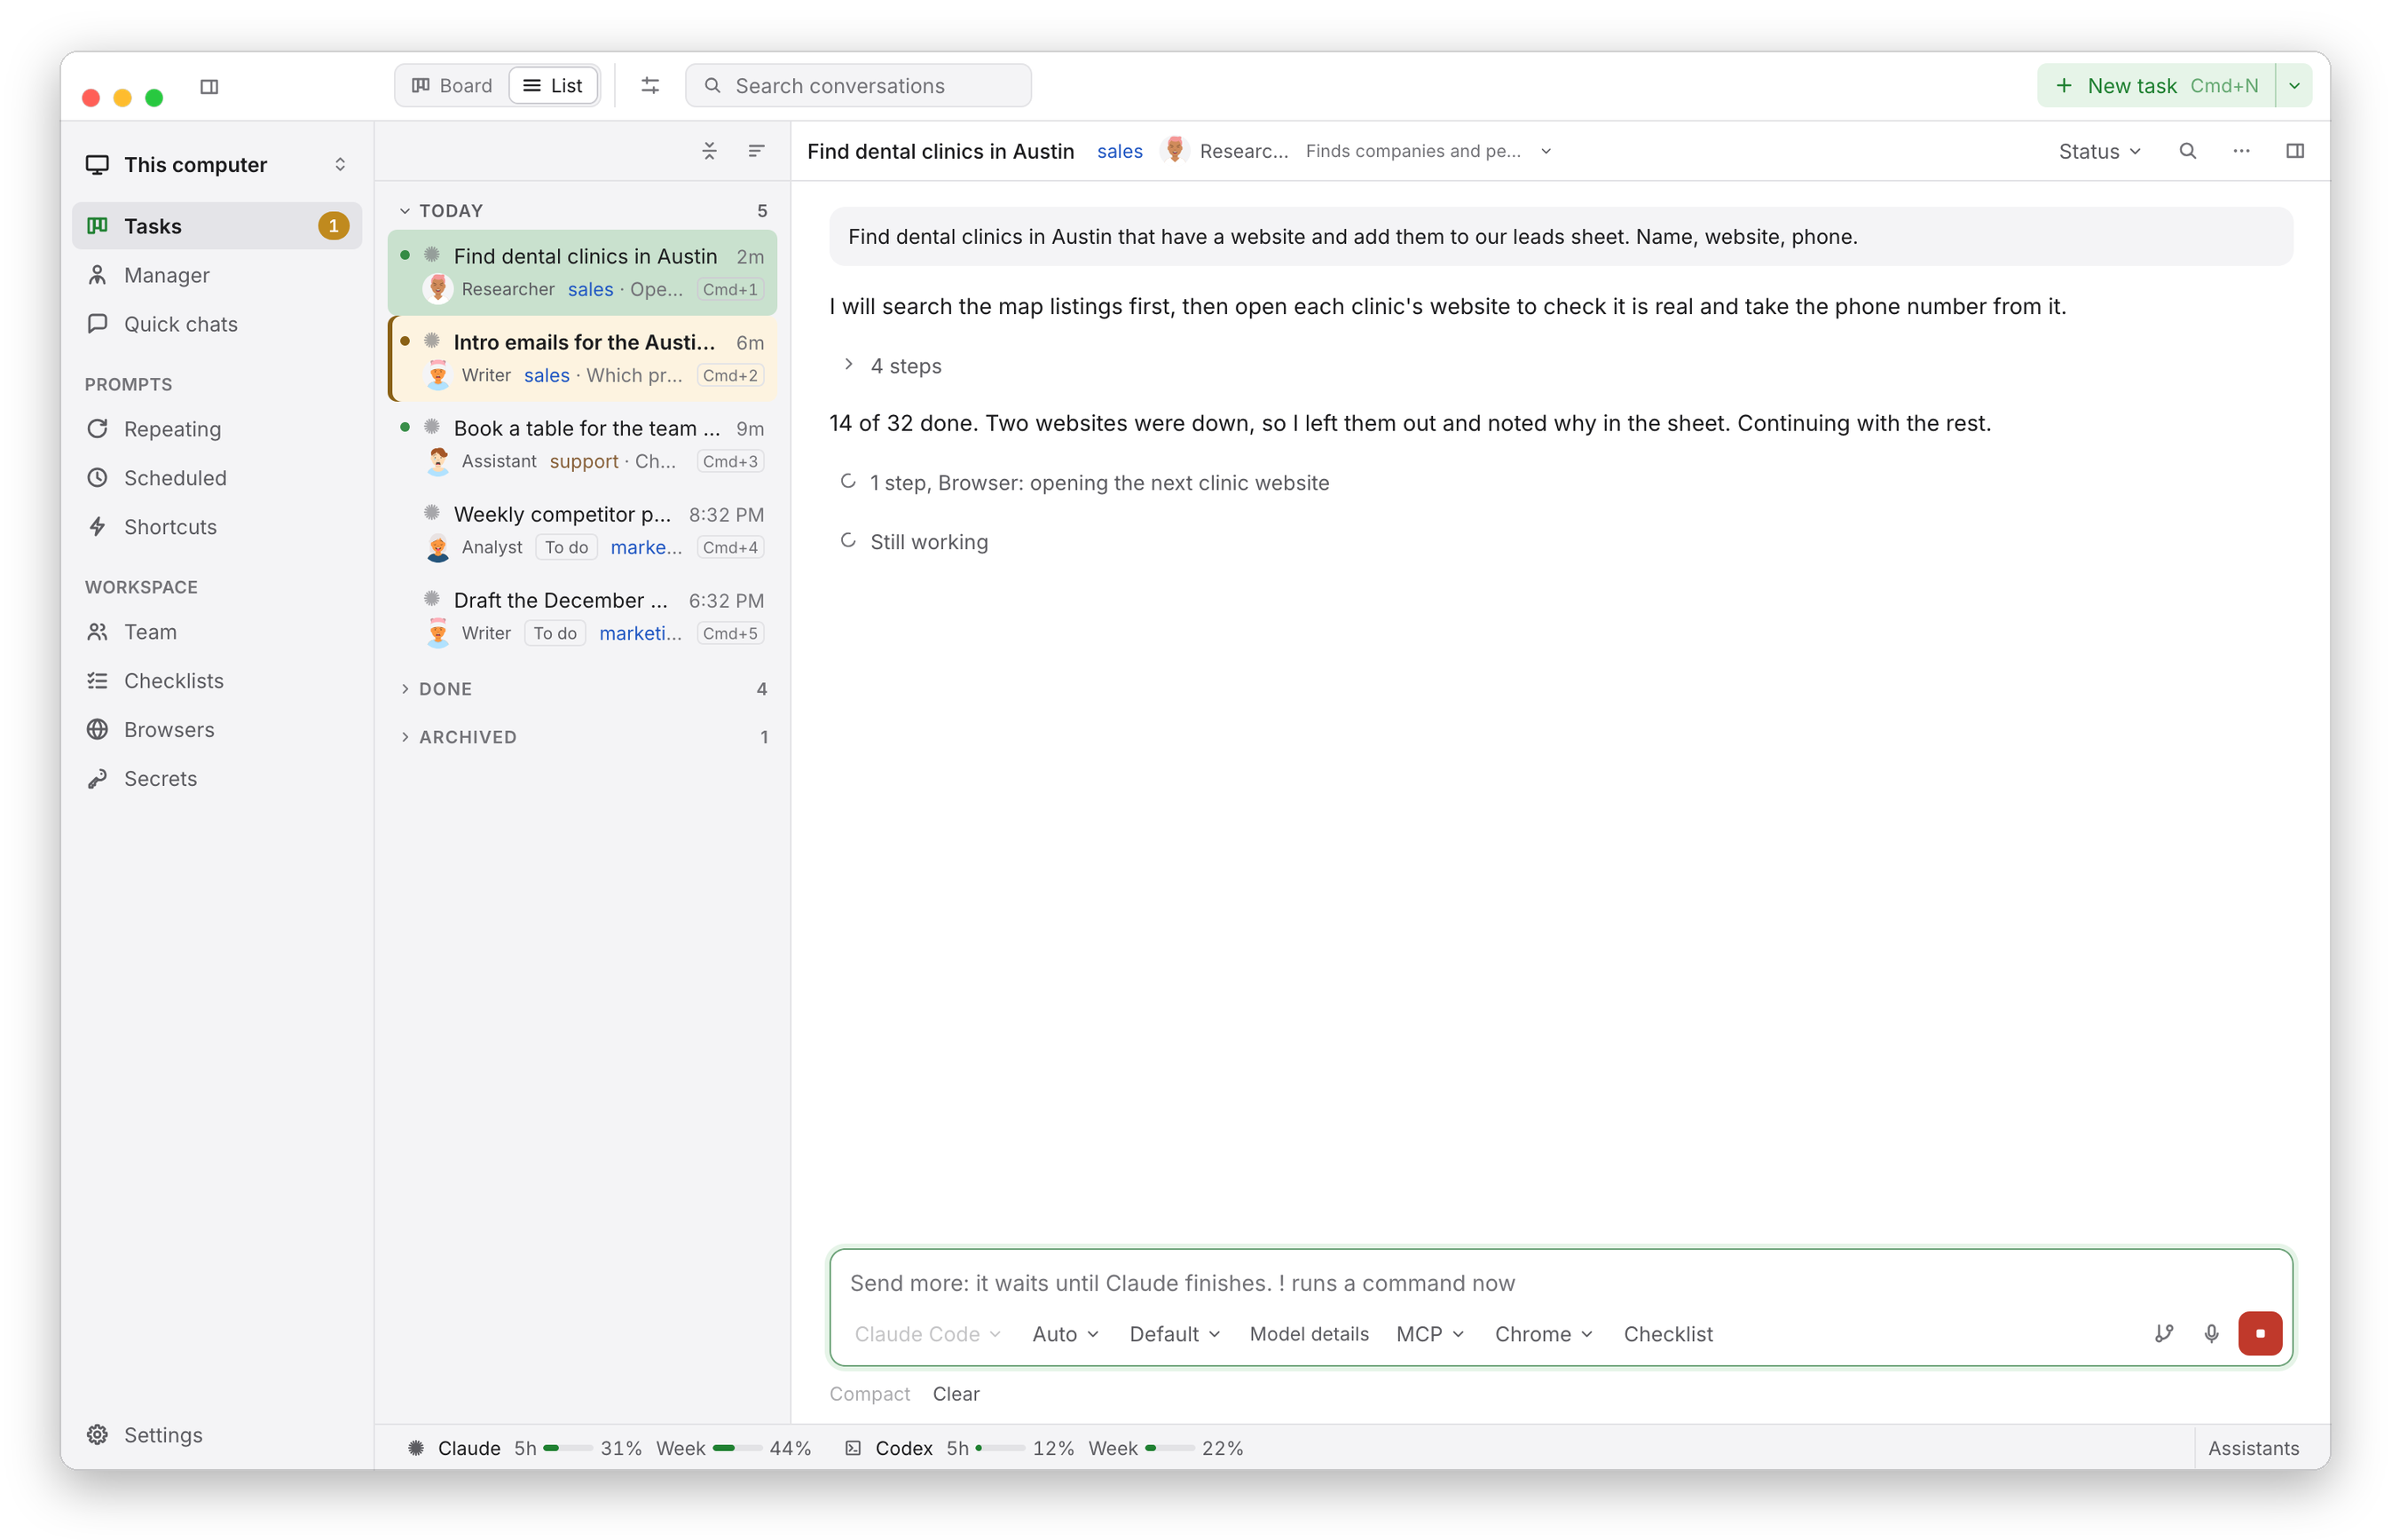 Board List Search conversations + New task Cmd+N
This computer
Tasks 1
Manager
Quick chats
PROMPTS
Repeating
Scheduled
Shortcuts
WORKSPACE
Team
Checklists
Browsers
Secrets
Settings
TODAY 5
Find dental clinics in Austin 2m
Researcher sales · Ope... Cmd+1
Intro emails for the Austi... 6m
Writer sales · Which pr... Cmd+2
Book a table for the team ... 9m
Assistant support · Ch... Cmd+3
Weekly competitor p... 8:32 PM
Analyst To do marke... Cmd+4
Draft the December ... 6:32 PM
Writer To do marketi... Cmd+5
DONE 4
ARCHIVED 1
Find dental clinics in Austin sales Researc... Finds companies and pe... Status
Find dental clinics in Austin that have a website and add them to our leads sheet. Name, website, phone.
I will search the map listings first, then open each clinic's website to check it is real and take the phone number from it.
4 steps
14 of 32 done. Two websites were down, so I left them out and noted why in the sheet. Continuing with the rest.
1 step, Browser: opening the next clinic website
Still working
Send more: it waits until Claude finishes. ! runs a command now
Claude Code Auto Default Model details MCP Chrome Checklist
Compact Clear
Claude 5h 31% Week 44% Codex 5h 12% Week 22% Assistants